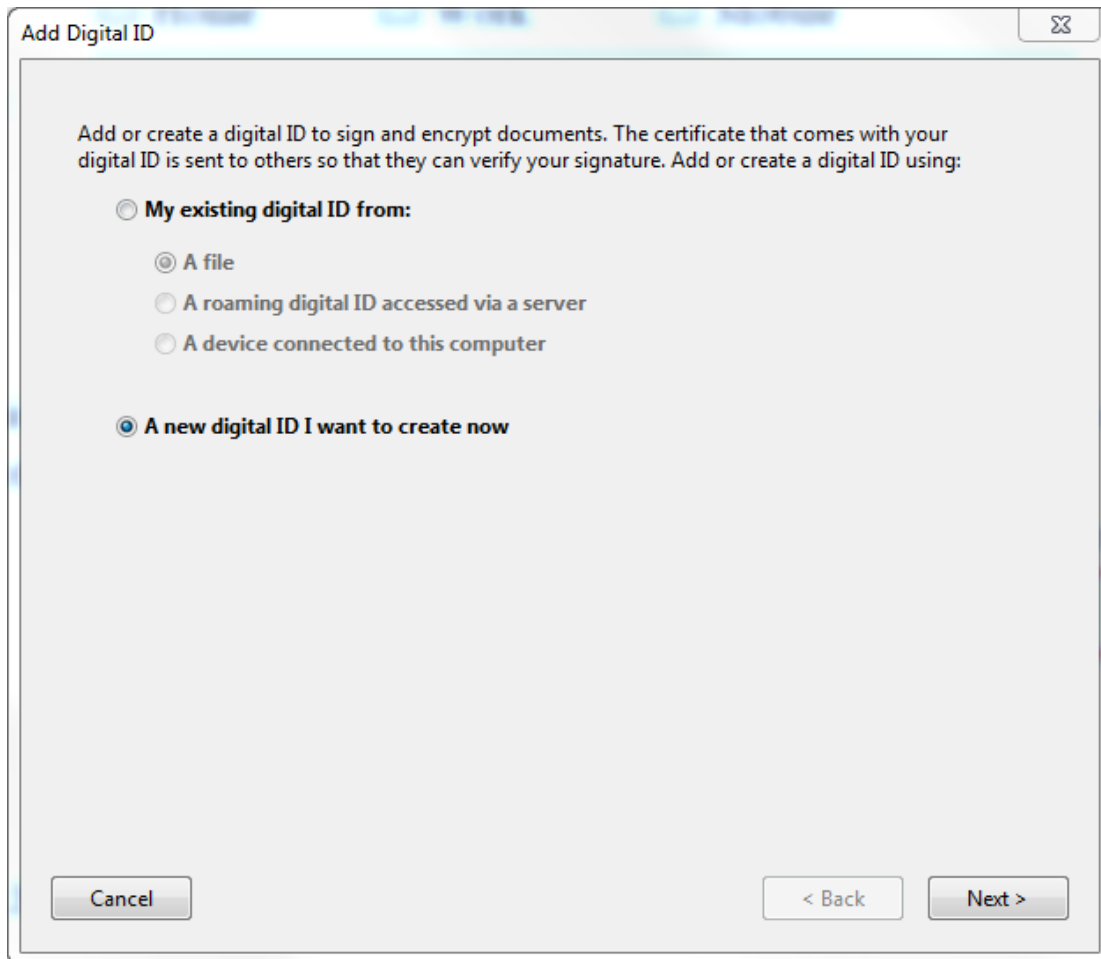 Add Digital ID
Add or create a digital ID to sign and encrypt documents. The certificate that comes with your
digital ID is sent to others so that they can verify your signature. Add or create a digital ID using:
My existing digital ID from:
A file
A roaming digital ID accessed via a server
A device connected to this computer
A new digital ID I want to create now
Cancel
< Back
Next >